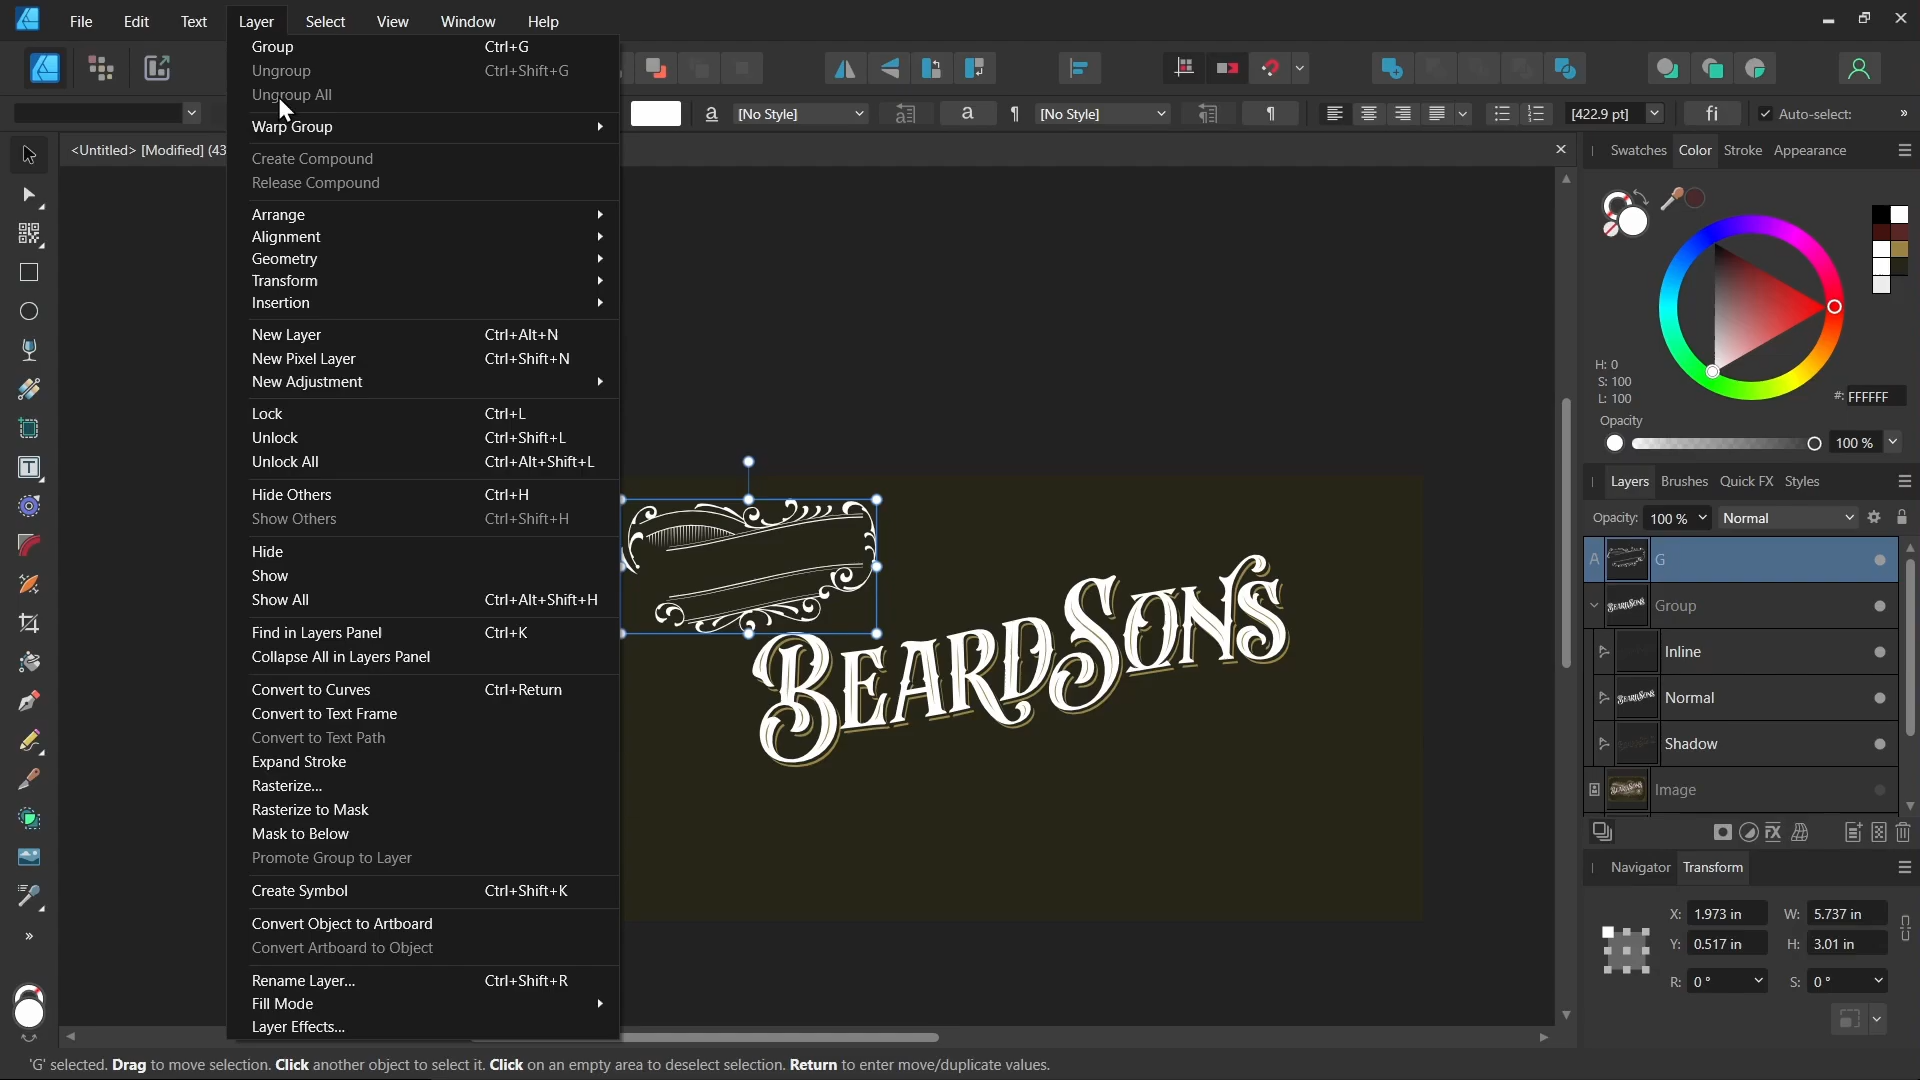 File Edit Text Layer Select View Window Help
Group Ctrl+G
Ungroup Ctrl+Shift+G
Ungroup All
Warp Group
Create Compound
Release Compound
Arrange
Alignment
Geometry
Transform
Insertion
New Layer Ctrl+Alt+N
New Pixel Layer Ctrl+Shift+N
New Adjustment
Lock Ctrl+L
Unlock Ctrl+Shift+L
Unlock All Ctrl+Alt+Shift+L
Hide Others Ctrl+H
Show Others Ctrl+Shift+H
Hide
Show
Show All Ctrl+Alt+Shift+H
Find in Layers Panel Ctrl+K
Collapse All in Layers Panel
Convert to Curves Ctrl+Return
Convert to Text Frame
Convert to Text Path
Expand Stroke
Rasterize...
Rasterize to Mask
Mask to Below
Promote Group to Layer
Create Symbol Ctrl+Shift+K
Convert Object to Artboard
Convert Artboard to Object
Rename Layer... Ctrl+Shift+R
Fill Mode
Layer Effects...
a [No Style] a ¶ [No Style] ¶ [422.9 pt] fi Auto-select: »
<Untitled> [Modified] (43
BEARDSONS
Swatches Color Stroke Appearance
H: 0
S: 100
L: 100
#: FFFFFF
Opacity
100 %
Layers Brushes Quick FX Styles
Opacity: 100 % Normal
A G
Group
Inline
Normal
Shadow
Image
Navigator Transform
X: 1.973 in W: 5.737 in
Y: 0.517 in H: 3.01 in
R: 0 ° S: 0 °
'G' selected. Drag to move selection. Click another object to select it. Click on an empty area to deselect selection. Return to enter move/duplicate values.